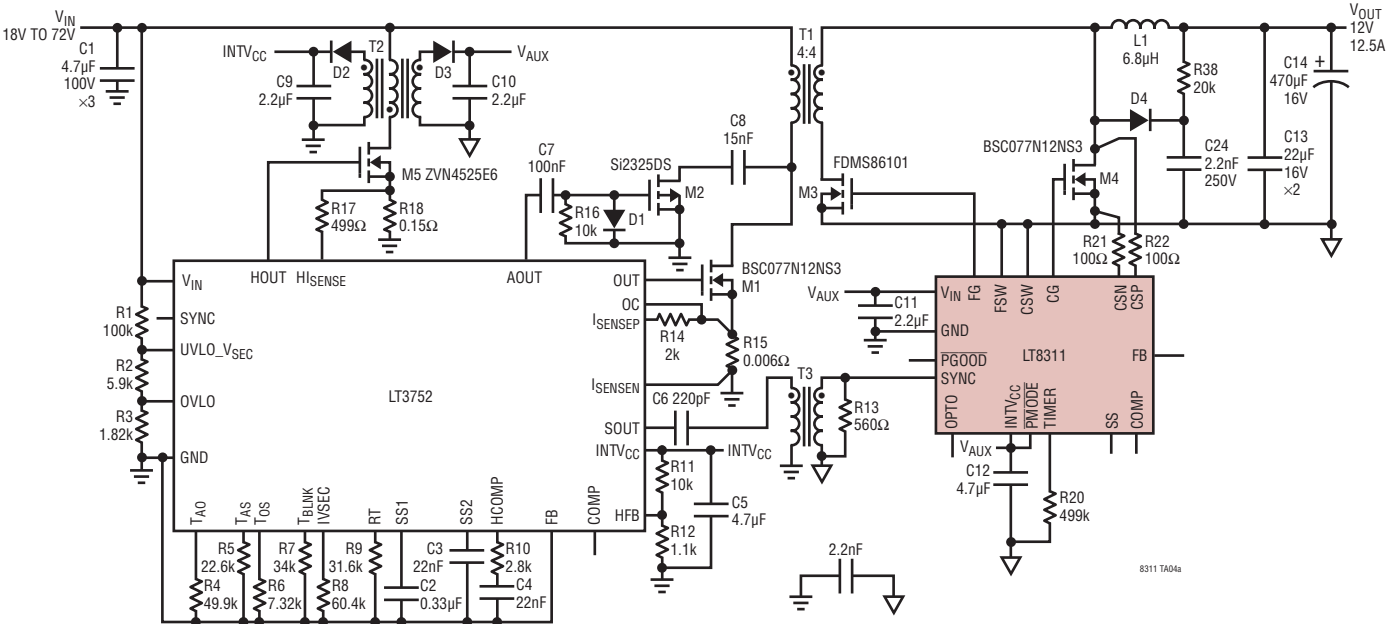 VIN
18V TO 72V
C1
4.7µF
100V
×3
INTVCC
D2
T2
D3
VAUX
C9
2.2µF
C10
2.2µF
M5 ZVN4525E6
R17
499Ω
R18
0.15Ω
C7
100nF
R16
10k
D1
Si2325DS
M2
C8
15nF
T1
4:4
FDMS86101
M3
BSC077N12NS3
M4
L1
6.8µH
D4
R38
20k
C24
2.2nF
250V
C13
22µF
16V
×2
C14
+
470µF
16V
VOUT
12V
12.5A
R21
100Ω
R22
100Ω
R1
100k
R2
5.9k
R3
1.82k
HOUT
HISENSE
AOUT
VIN
SYNC
UVLO_VSEC
OVLO
GND
LT3752
OUT
OC
ISENSEP
ISENSEN
SOUT
INTVCC
HFB
TAO
TAS
TOS
TBLINK
IVSEC
RT
SS1
SS2
HCOMP
FB
COMP
BSC077N12NS3
M1
R14
2k
R15
0.006Ω
C6 220pF
INTVCC
R11
10k
R12
1.1k
C5
4.7µF
T3
R13
560Ω
R5
22.6k
R4
49.9k
R6
7.32k
R7
34k
R8
60.4k
R9
31.6k
C2
0.33µF
C3
22nF
R10
2.8k
C4
22nF
2.2nF
VAUX
C11
2.2µF
VIN
FG
FSW
CSW
CG
CSN
CSP
GND
PGOOD
SYNC
LT8311
FB
OPTO
INTVCC
PMODE
TIMER
SS
COMP
VAUX
C12
4.7µF
R20
499k
8311 TA04a